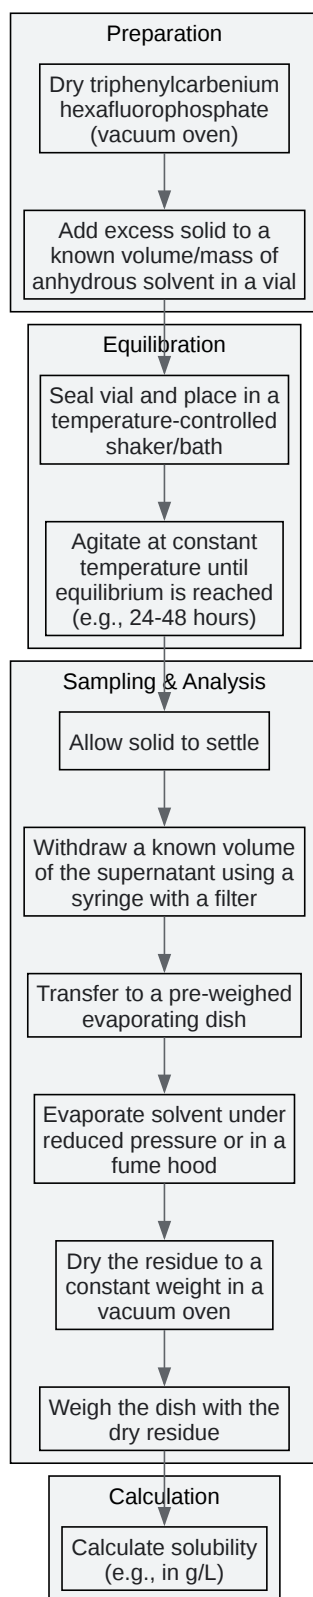 Preparation
Dry triphenylcarbenium
hexafluorophosphate
(vacuum oven)
Add excess solid to a
known volume/mass of
anhydrous solvent in a vial
Equilibration
Seal vial and place in a
temperature-controlled
shaker/bath
Agitate at constant
temperature until
equilibrium is reached
(e.g., 24-48 hours)
Sampling & Analysis
Allow solid to settle
Withdraw a known volume
of the supernatant using a
syringe with a filter
Transfer to a pre-weighed
evaporating dish
Evaporate solvent under
reduced pressure or in a
fume hood
Dry the residue to a
constant weight in a
vacuum oven
Weigh the dish with the
dry residue
Calculation
Calculate solubility
(e.g., in g/L)